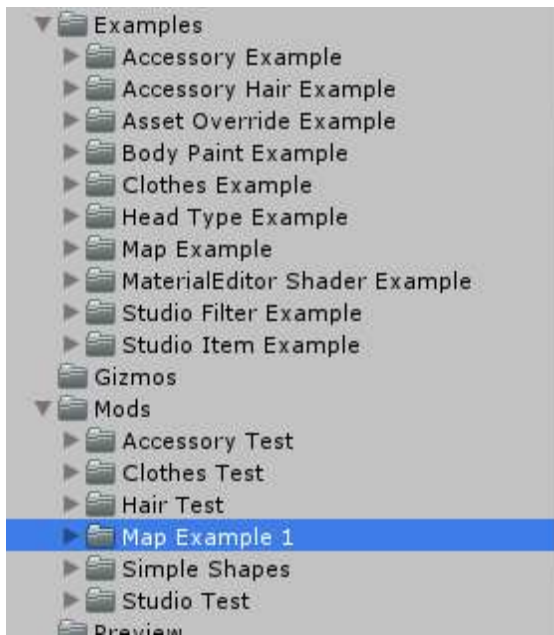 Examples
Accessory Example
Accessory Hair Example
Asset Override Example
Body Paint Example
Clothes Example
Head Type Example
Map Example
MaterialEditor Shader Example
Studio Filter Example
Studio Item Example
Gizmos
Mods
Accessory Test
Clothes Test
Hair Test
Map Example 1
Simple Shapes
Studio Test
Preview